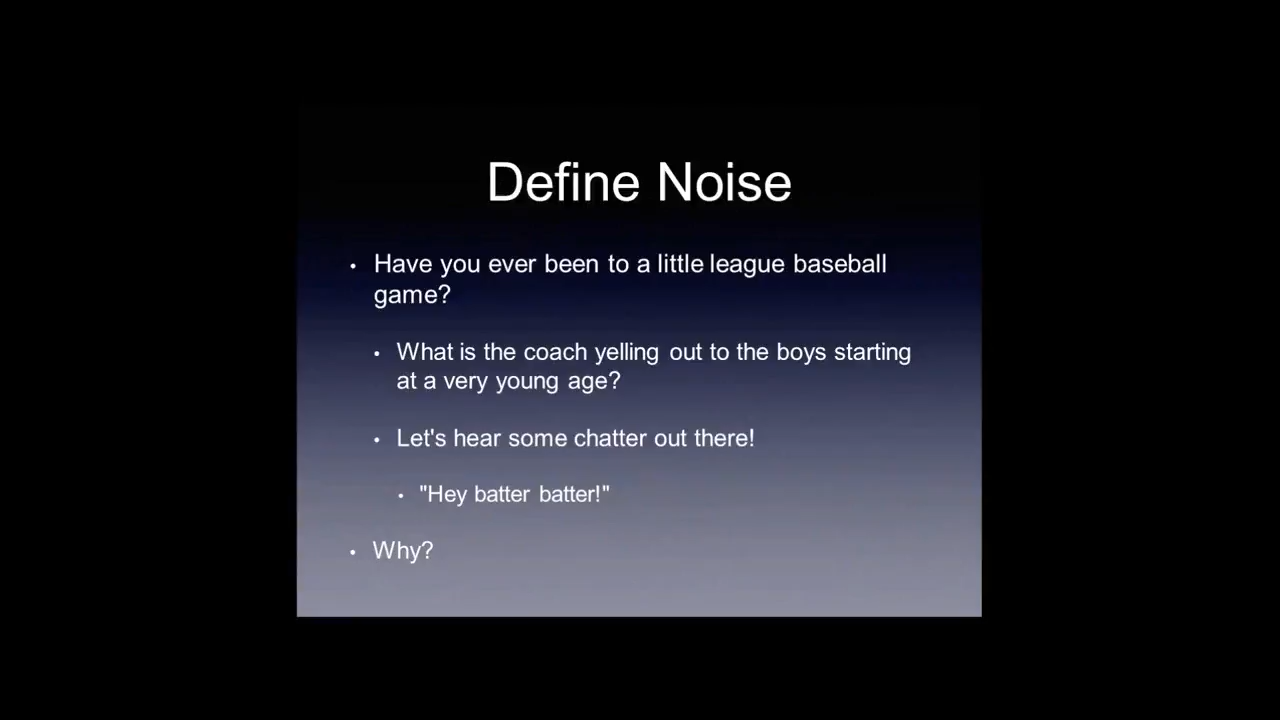 Define Noise
• Have you ever been to a little league baseball
game?
• What is the coach yelling out to the boys starting
at a very young age?
• Let's hear some chatter out there!
• "Hey batter batter!"
• Why?